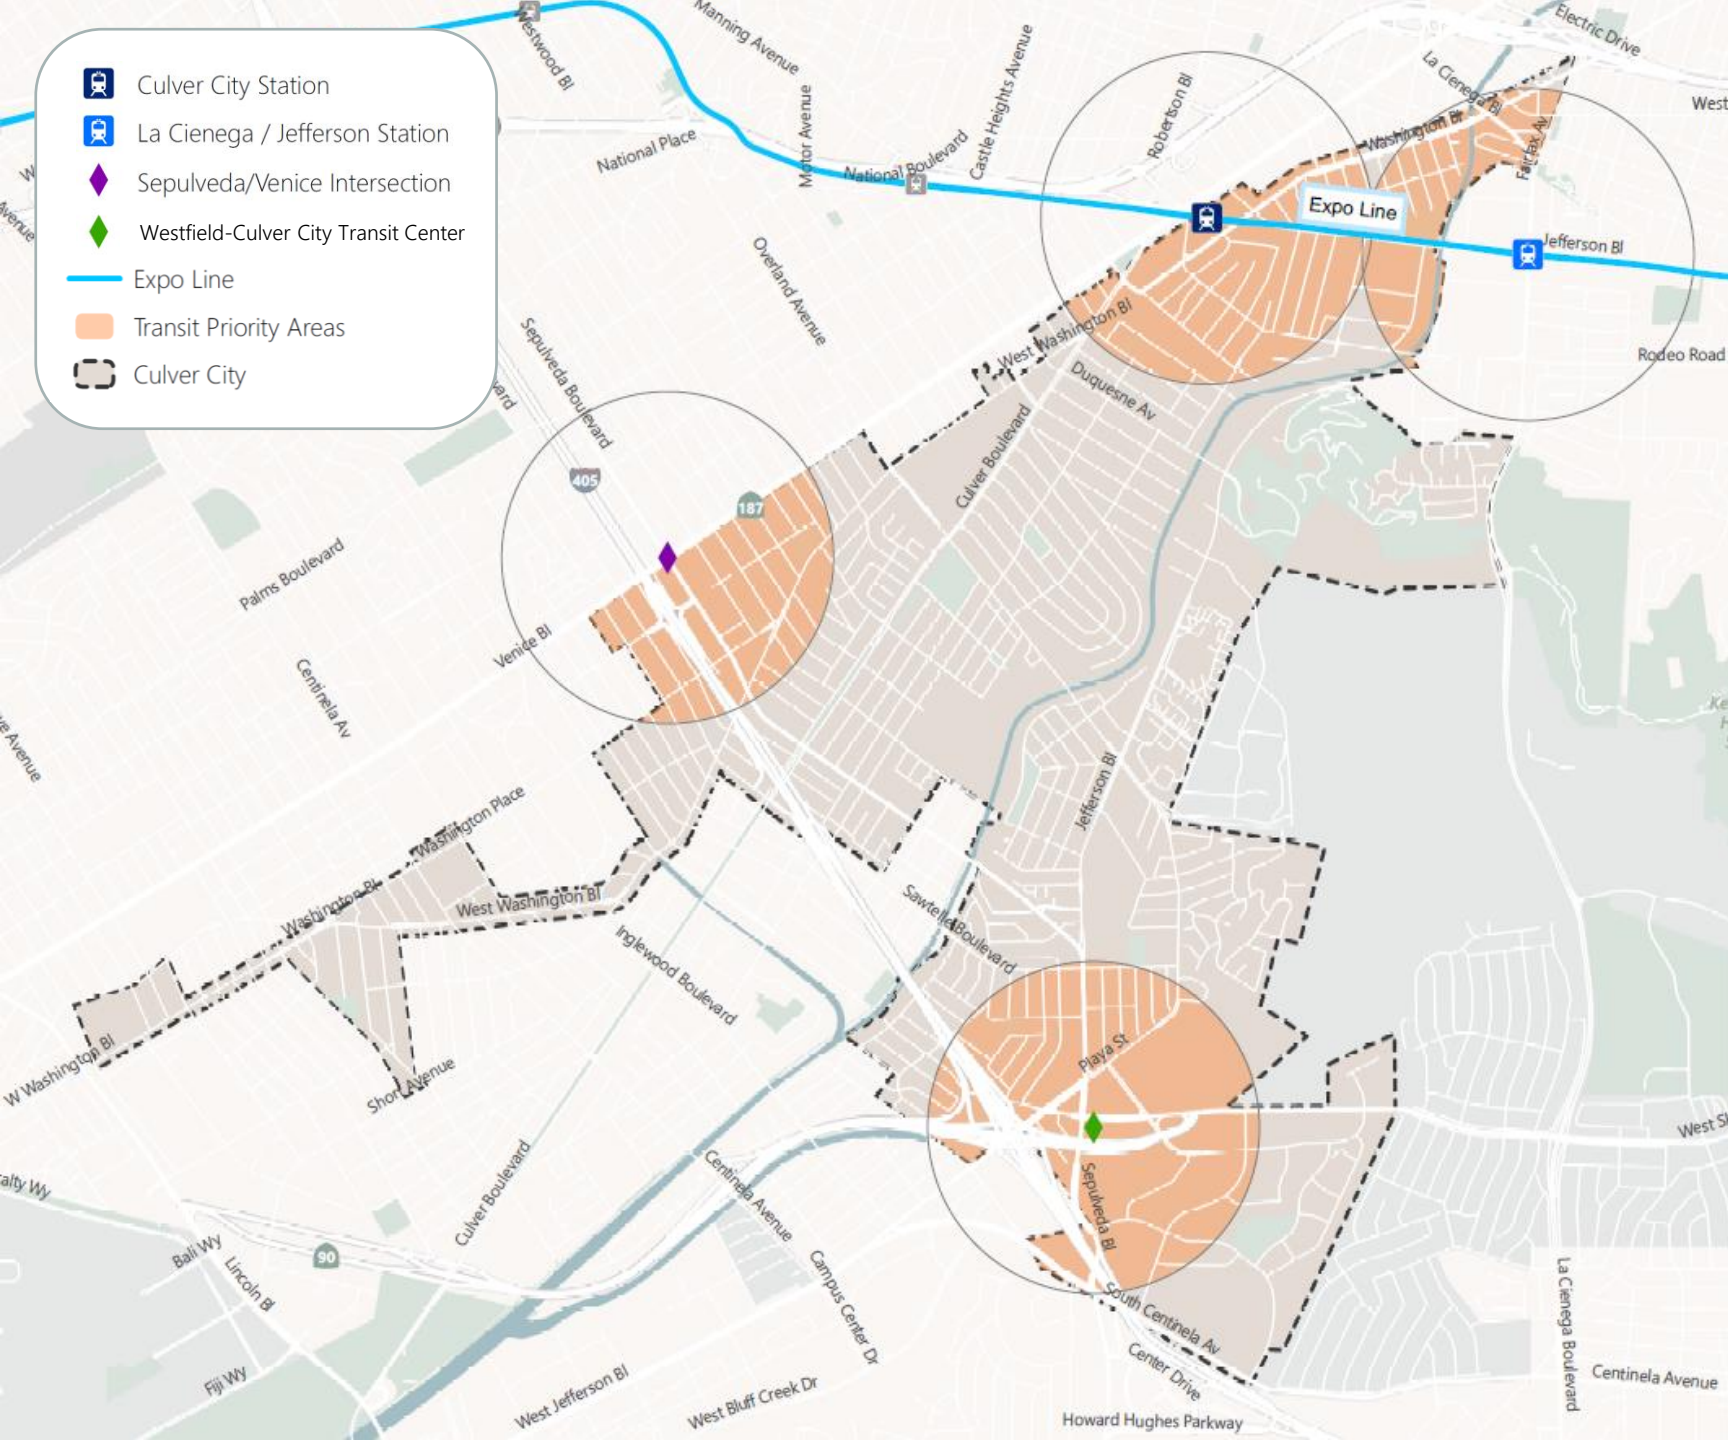 Culver City Station
La Cienega / Jefferson Station
Sepulveda/Venice Intersection
Westfield-Culver City Transit Center
Expo Line
Transit Priority Areas
Culver City
Westwood Bl
Manning Avenue
Castle Heights Avenue
Motor Avenue
National Place
National Boulevard
Robertson Bl
La Cienega Bl
Electric Drive
West
Washington Bl
Fairfax Av
Expo Line
Jefferson Bl
Rodeo Road
Avenue
Overland Avenue
Sepulveda Boulevard
West Washington Bl
Duquesne Av
Culver Boulevard
405
187
Palms Boulevard
Venice Bl
Centinela Av
Avenue
Washington Place
Washington Bl
West Washington Bl
Inglewood Boulevard
Sawtelle Boulevard
Jefferson Bl
W Washington Bl
Short Avenue
Playa St
Sepulveda Bl
West
Culver Boulevard
Centinela Avenue
Campus Center Dr
Bali Wy
Lincoln Bl
90
Fiji Wy
West Jefferson Bl
West Bluff Creek Dr
South Centinela Av
Center Drive
Howard Hughes Parkway
La Cienega Boulevard
Centinela Avenue